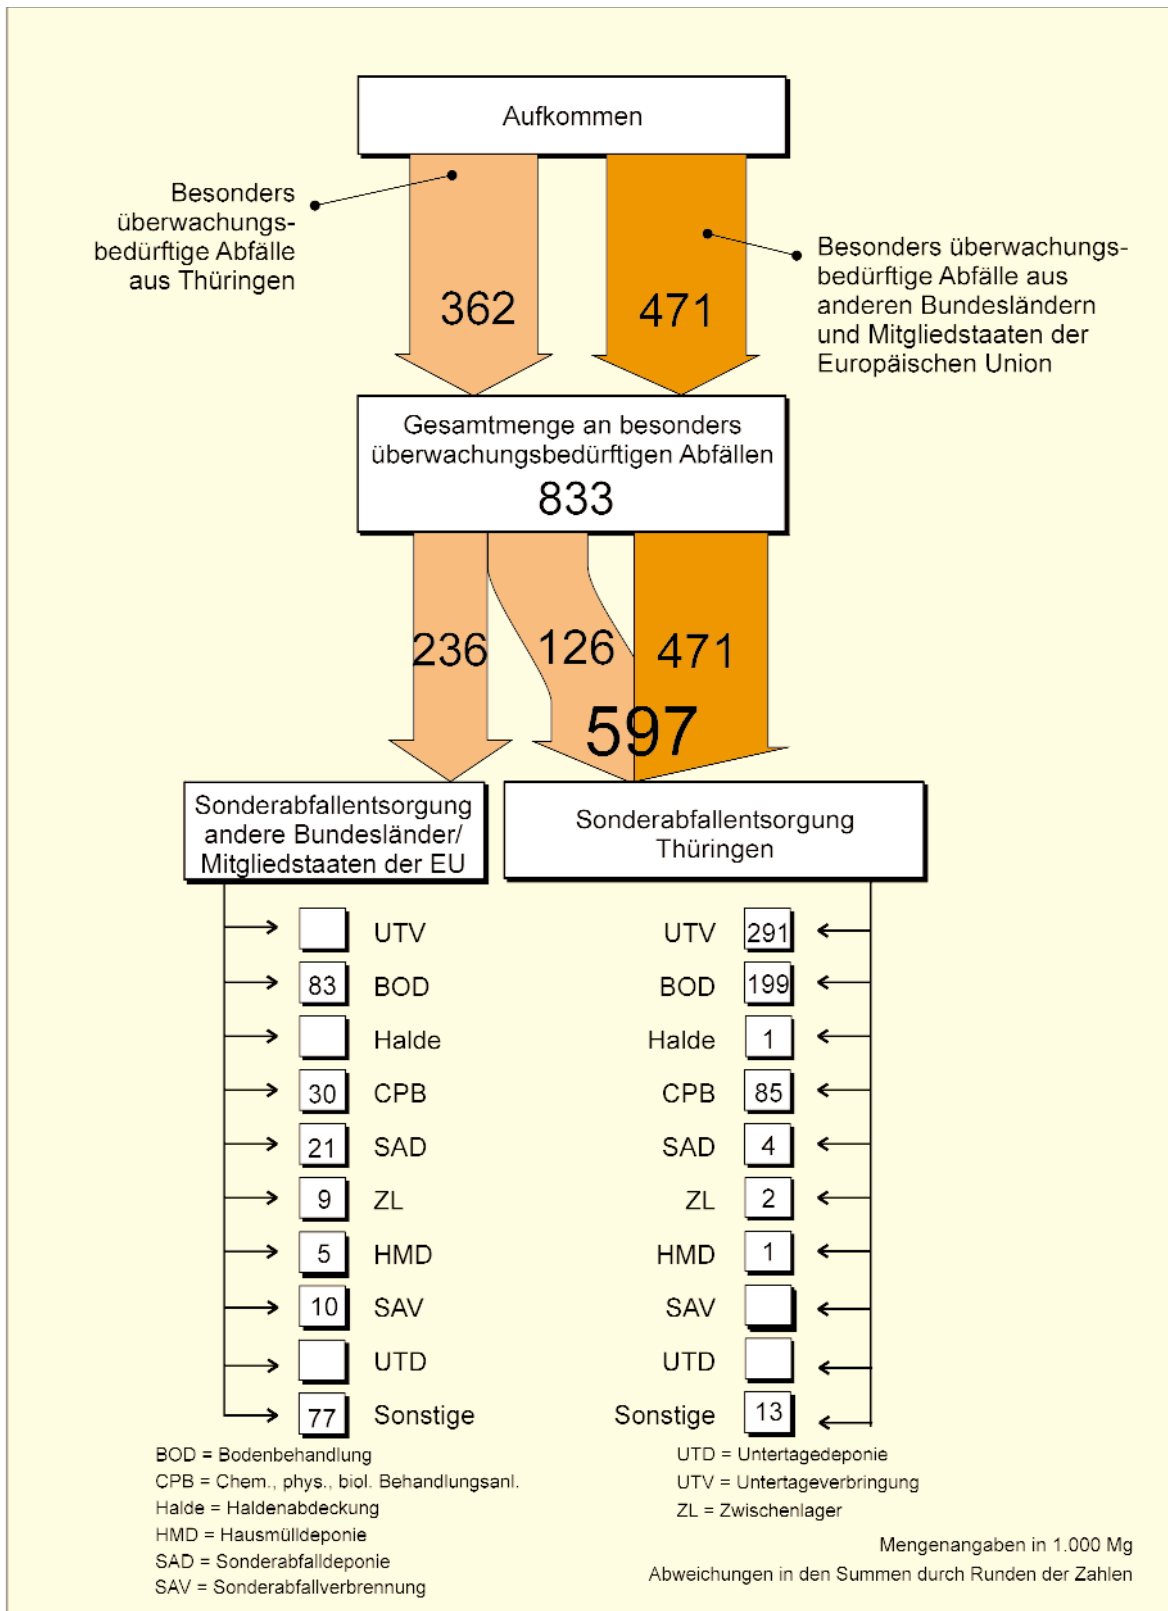 Aufkommen
Besonders
überwachungs-
bedürftige Abfälle
aus Thüringen
362
471
Besonders überwachungs-
bedürftige Abfälle aus
anderen Bundesländern
und Mitgliedstaaten der
Europäischen Union
Gesamtmenge an besonders
überwachungsbedürftigen Abfällen
833
236
126
471
597
Sonderabfallentsorgung
andere Bundesländer/
Mitgliedstaaten der EU
Sonderabfallentsorgung
Thüringen
UTV
83 BOD
Halde
30 CPB
21 SAD
9 ZL
5 HMD
10 SAV
UTD
77 Sonstige
UTV 291
BOD 199
Halde 1
CPB 85
SAD 4
ZL 2
HMD 1
SAV
UTD
Sonstige 13
BOD = Bodenbehandlung
CPB = Chem., phys., biol. Behandlungsanl.
Halde = Haldenabdeckung
HMD = Hausmülldeponie
SAD = Sonderabfalldeponie
SAV = Sonderabfallverbrennung
UTD = Untertagedeponie
UTV = Untertageverbringung
ZL = Zwischenlager
Mengenangaben in 1.000 Mg
Abweichungen in den Summen durch Runden der Zahlen